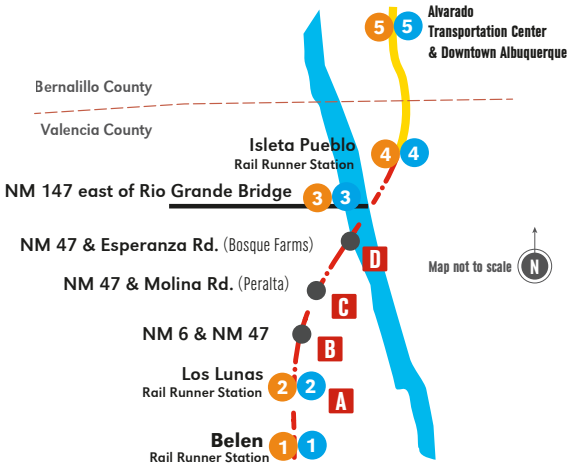 Alvarado
Transportation Center
& Downtown Albuquerque
5 5
Bernalillo County
Valencia County
Isleta Pueblo
Rail Runner Station
4 4
NM 147 east of Rio Grande Bridge
3 3
NM 47 & Esperanza Rd. (Bosque Farms)
D
Map not to scale
N
NM 47 & Molina Rd. (Peralta)
C
NM 6 & NM 47
B
Los Lunas
Rail Runner Station
2 2
A
Belen
Rail Runner Station
1 1